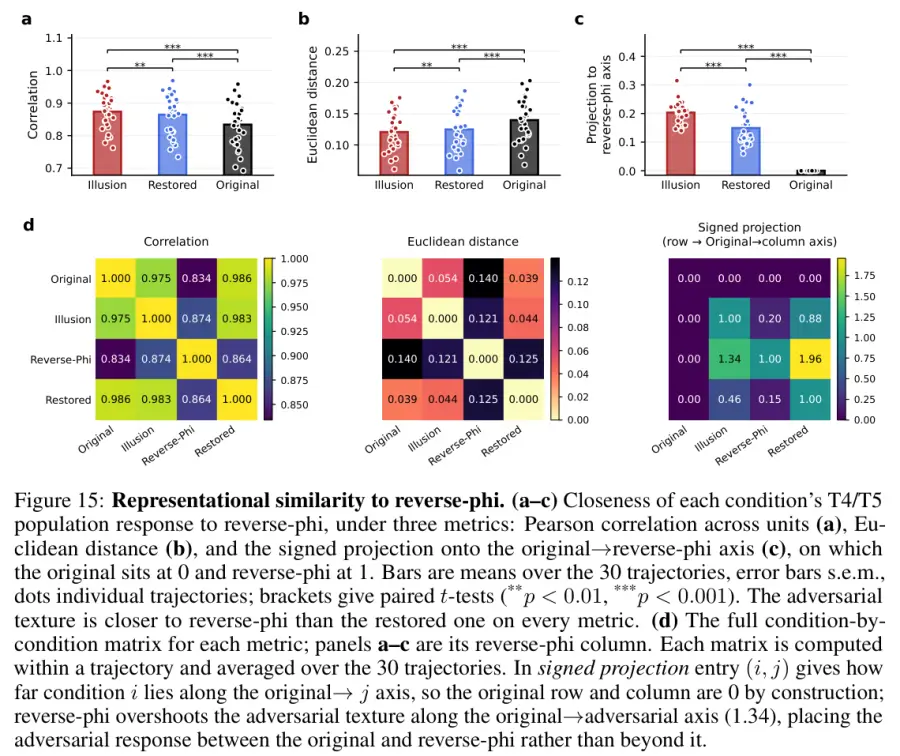 a
b
c
1.1
1.0
0.9
0.8
0.7
Correlation
***
**
***
Illusion
Restored
Original
0.25
0.20
0.15
0.10
Euclidean distance
***
**
***
Illusion
Restored
Original
0.4
0.3
0.2
0.1
0.0
Projection to
reverse-phi axis
***
***
***
Illusion
Restored
Original
d
Correlation
Original 1.000 0.975 0.834 0.986
Illusion 0.975 1.000 0.874 0.983
Reverse-Phi 0.834 0.874 1.000 0.864
Restored 0.986 0.983 0.864 1.000
Original
Illusion
Reverse-Phi
Restored
1.000
0.975
0.950
0.925
0.900
0.875
0.850
Euclidean distance
0.000 0.054 0.140 0.039
0.054 0.000 0.121 0.044
0.140 0.121 0.000 0.125
0.039 0.044 0.125 0.000
Original
Illusion
Reverse-Phi
Restored
0.12
0.10
0.08
0.06
0.04
0.02
0.00
Signed projection
(row → Original→column axis)
0.00 0.00 0.00 0.00
0.00 1.00 0.20 0.88
0.00 1.34 1.00 1.96
0.00 0.46 0.15 1.00
Original
Illusion
Reverse-Phi
Restored
1.75
1.50
1.25
1.00
0.75
0.50
0.25
0.00
Figure 15: Representational similarity to reverse-phi. (a–c) Closeness of each condition's T4/T5
population response to reverse-phi, under three metrics: Pearson correlation across units (a), Eu-
clidean distance (b), and the signed projection onto the original→reverse-phi axis (c), on which
the original sits at 0 and reverse-phi at 1. Bars are means over the 30 trajectories, error bars s.e.m.,
dots individual trajectories; brackets give paired t-tests (**p < 0.01, ***p < 0.001). The adversarial
texture is closer to reverse-phi than the restored one on every metric. (d) The full condition-by-
condition matrix for each metric; panels a–c are its reverse-phi column. Each matrix is computed
within a trajectory and averaged over the 30 trajectories. In signed projection entry (i, j) gives how
far condition i lies along the original→ j axis, so the original row and column are 0 by construction;
reverse-phi overshoots the adversarial texture along the original→adversarial axis (1.34), placing the
adversarial response between the original and reverse-phi rather than beyond it.